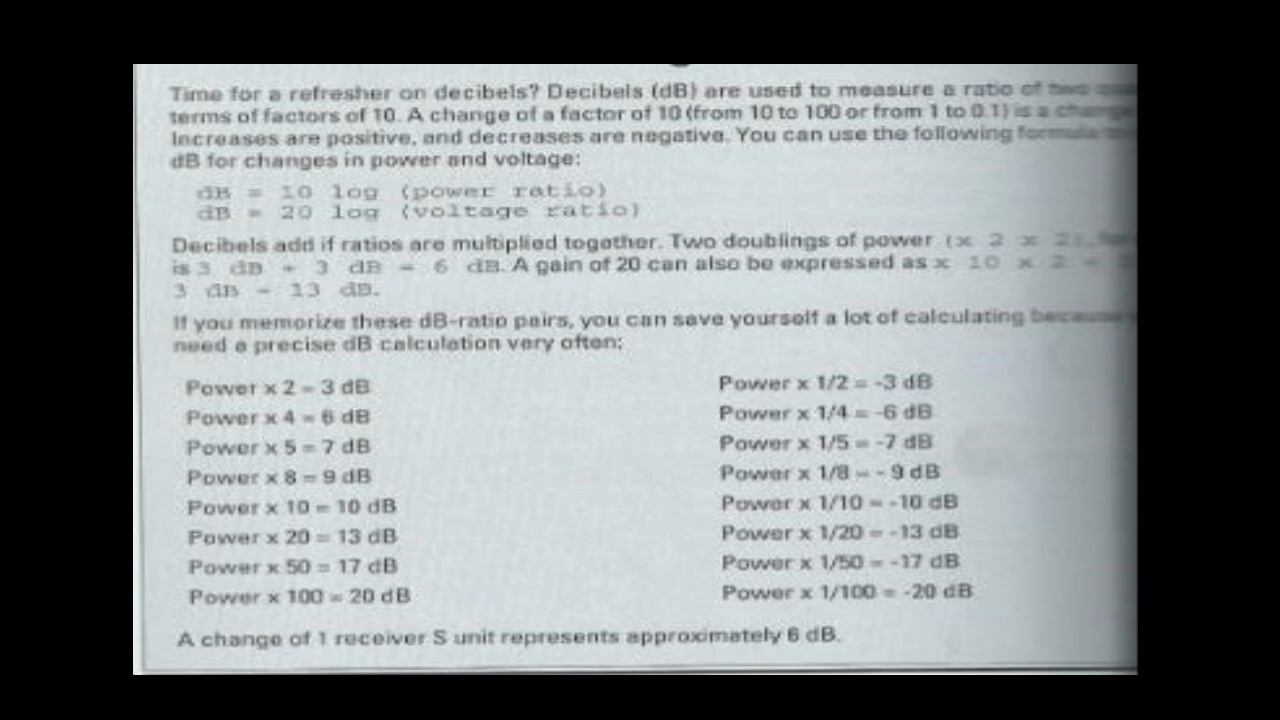 Time for a refresher on decibels? Decibels (dB) are used to measure a ratio of two
terms of factors of 10. A change of a factor of 10 (from 10 to 100 or from 1 to 0.1) is a change
Increases are positive, and decreases are negative. You can use the following formula
dB for changes in power and voltage:
dB = 10 log (power ratio)
dB = 20 log (voltage ratio)
Decibels add if ratios are multiplied together. Two doublings of power (x 2 x 2),
is 3 dB + 3 dB = 6 dB. A gain of 20 can also be expressed as x 10 x 2 =
3 dB = 13 dB.
If you memorize these dB-ratio pairs, you can save yourself a lot of calculating because
need a precise dB calculation very often:
Power x 2 = 3 dB
Power x 4 = 6 dB
Power x 5 = 7 dB
Power x 8 = 9 dB
Power x 10 = 10 dB
Power x 20 = 13 dB
Power x 50 = 17 dB
Power x 100 = 20 dB
Power x 1/2 = -3 dB
Power x 1/4 = -6 dB
Power x 1/5 = -7 dB
Power x 1/8 = - 9 dB
Power x 1/10 = -10 dB
Power x 1/20 = -13 dB
Power x 1/50 = -17 dB
Power x 1/100 = -20 dB
A change of 1 receiver S unit represents approximately 6 dB.